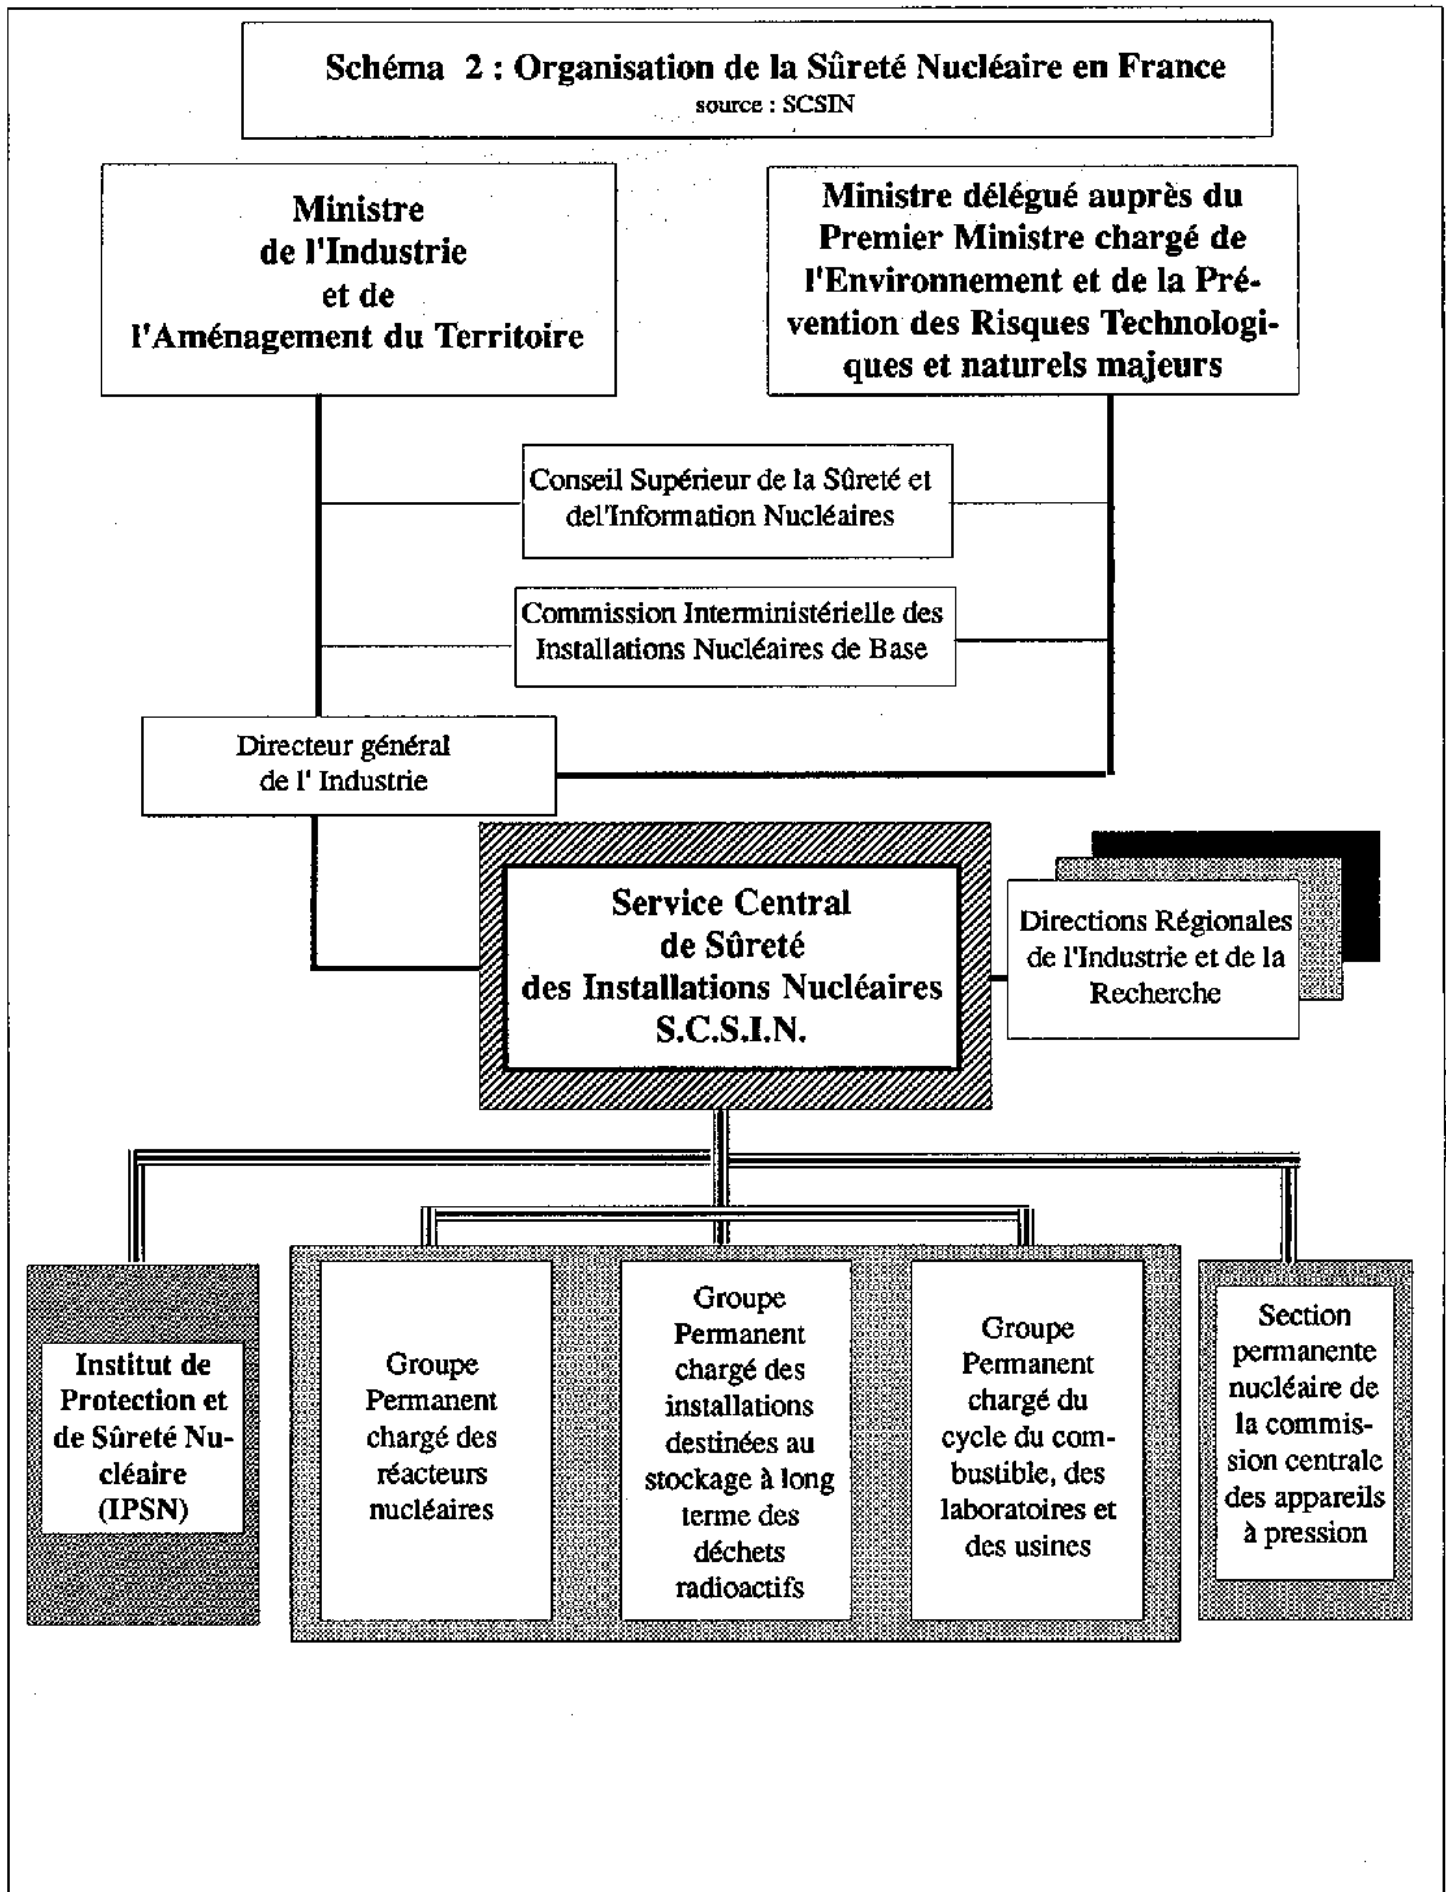 Schéma 2 : Organisation de la Sûreté Nucléaire en France
source : SCSIN
Ministre
de l'Industrie
et de
l'Aménagement du Territoire
Ministre délégué auprès du
Premier Ministre chargé de
l'Environnement et de la Pré-
vention des Risques Technologi-
ques et naturels majeurs
Conseil Supérieur de la Sûreté et
del'Information Nucléaires
Commission Interministérielle des
Installations Nucléaires de Base
Directeur général
de l' Industrie
Service Central
de Sûreté
des Installations Nucléaires
S.C.S.I.N.
Directions Régionales
de l'Industrie et de la
Recherche
Institut de
Protection et
de Sûreté Nu-
cléaire
(IPSN)
Groupe
Permanent
chargé des
réacteurs
nucléaires
Groupe
Permanent
chargé des
installations
destinées au
stockage à long
terme des
déchets
radioactifs
Groupe
Permanent
chargé du
cycle du com-
bustible, des
laboratoires et
des usines
Section
permanente
nucléaire de
la commis-
sion centrale
des appareils
à pression